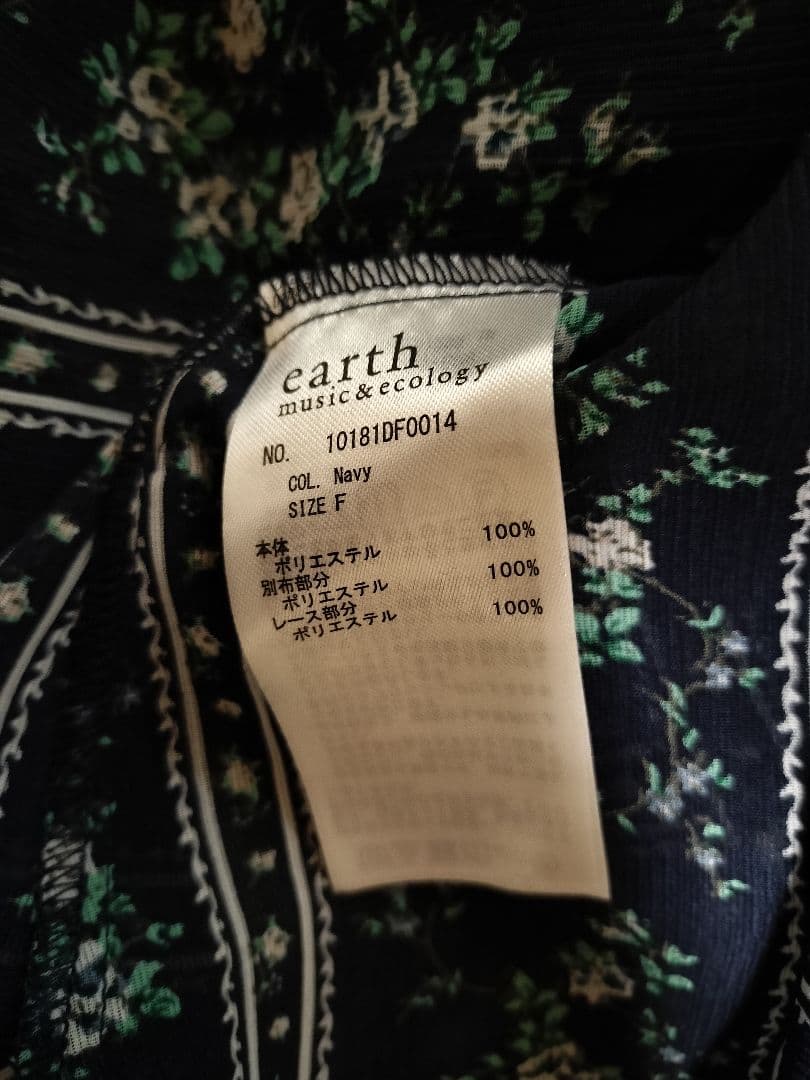 earth
music&ecology
NO. 10181DF0014
COL. Navy
SIZE F
本体
ポリエステル 100%
別布部分
ポリエステル 100%
レース部分
ポリエステル 100%